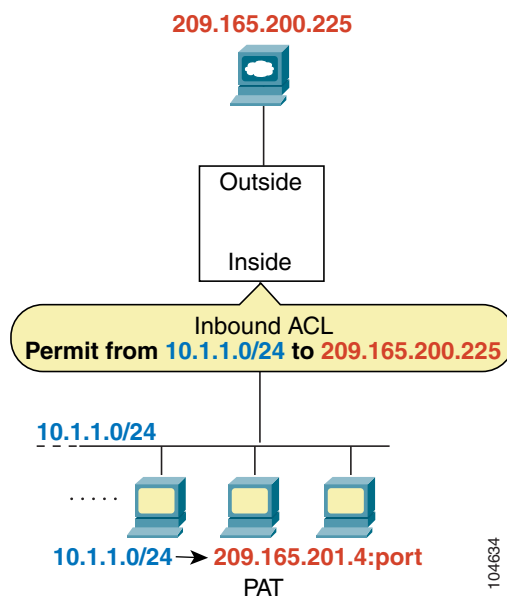 209.165.200.225
Outside
Inside
Inbound ACL
Permit from 10.1.1.0/24 to 209.165.200.225
10.1.1.0/24
.....
10.1.1.0/24 → 209.165.201.4:port
PAT
104634